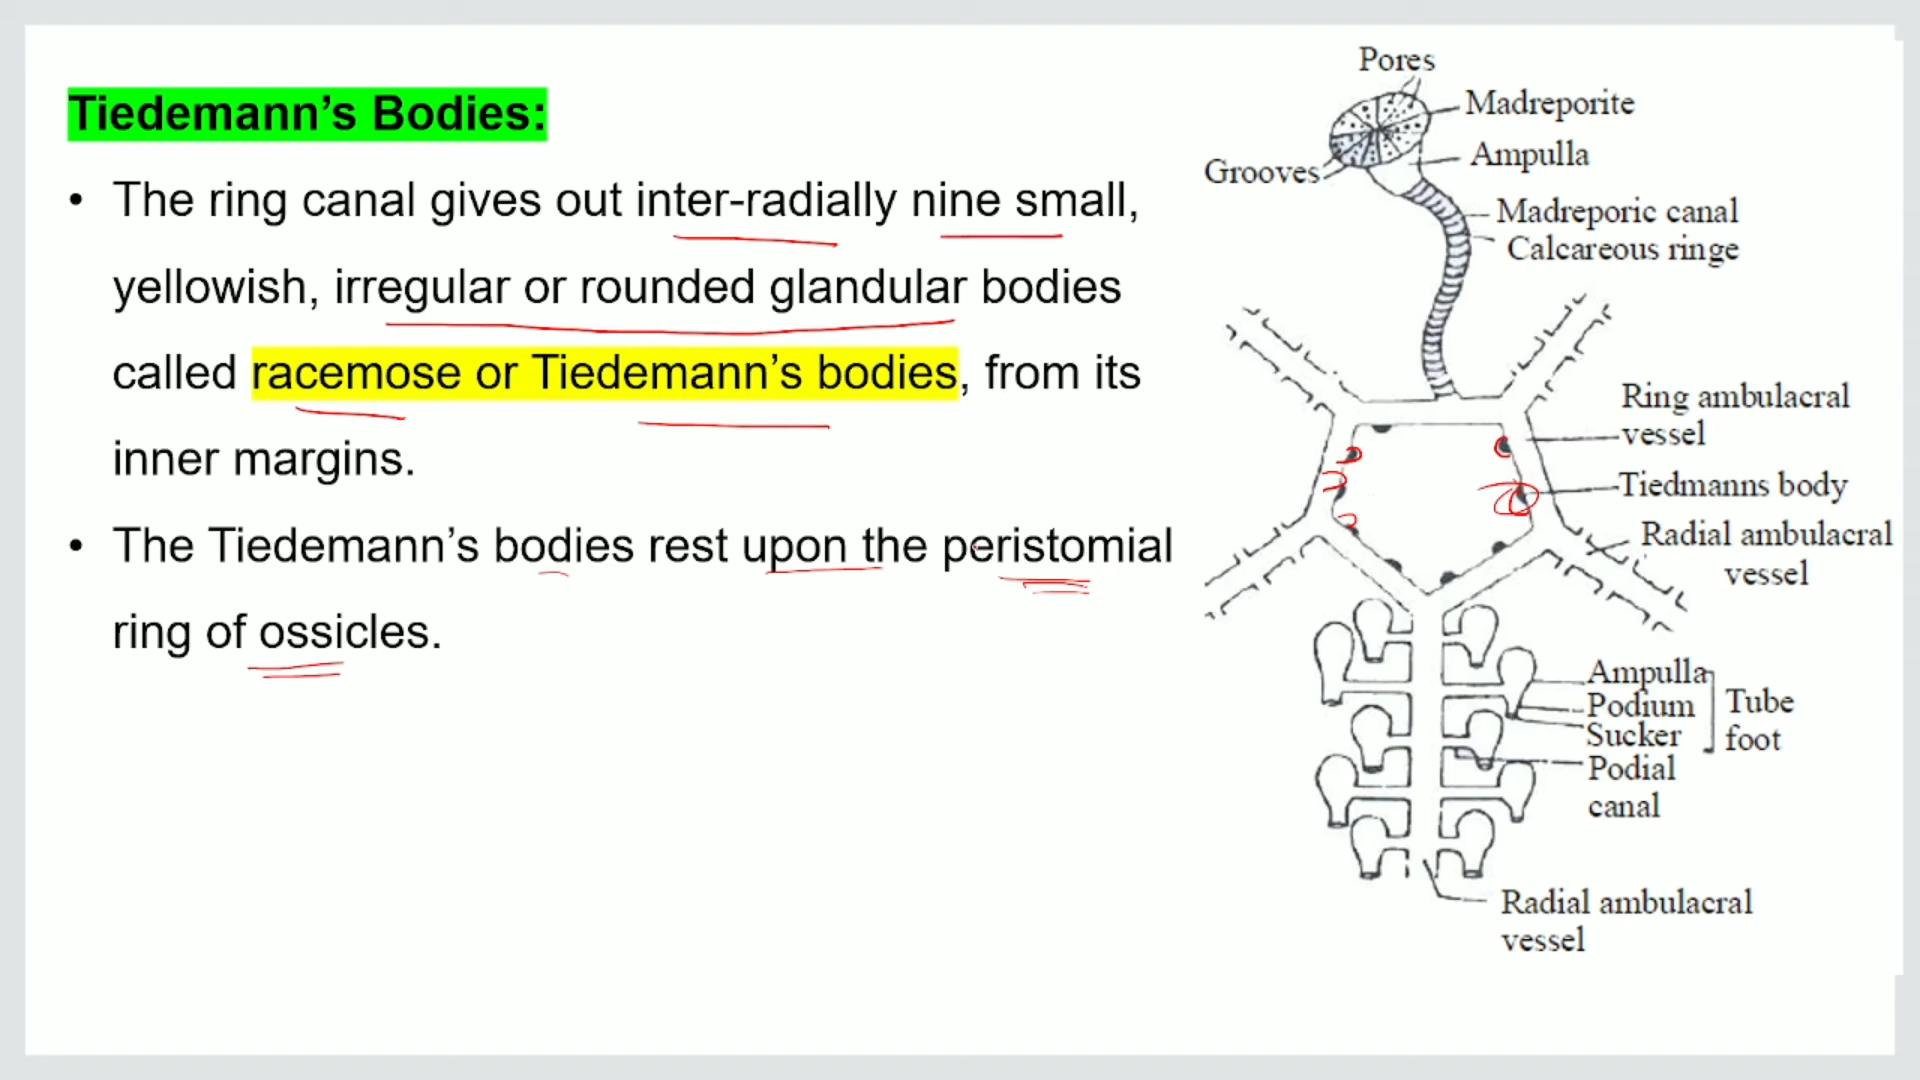 Tiedemann’s Bodies:
• The ring canal gives out inter-radially nine small,
yellowish, irregular or rounded glandular bodies
called racemose or Tiedemann’s bodies, from its
inner margins.
• The Tiedemann’s bodies rest upon the peristomial
ring of ossicles.
Pores
Madreporite
Ampulla
Grooves
Madreporic canal
Calcareous ringe
Ring ambulacral
vessel
Tiedmanns body
Radial ambulacral
vessel
Ampulla
Podium
Sucker
Tube
foot
Podial
canal
Radial ambulacral
vessel